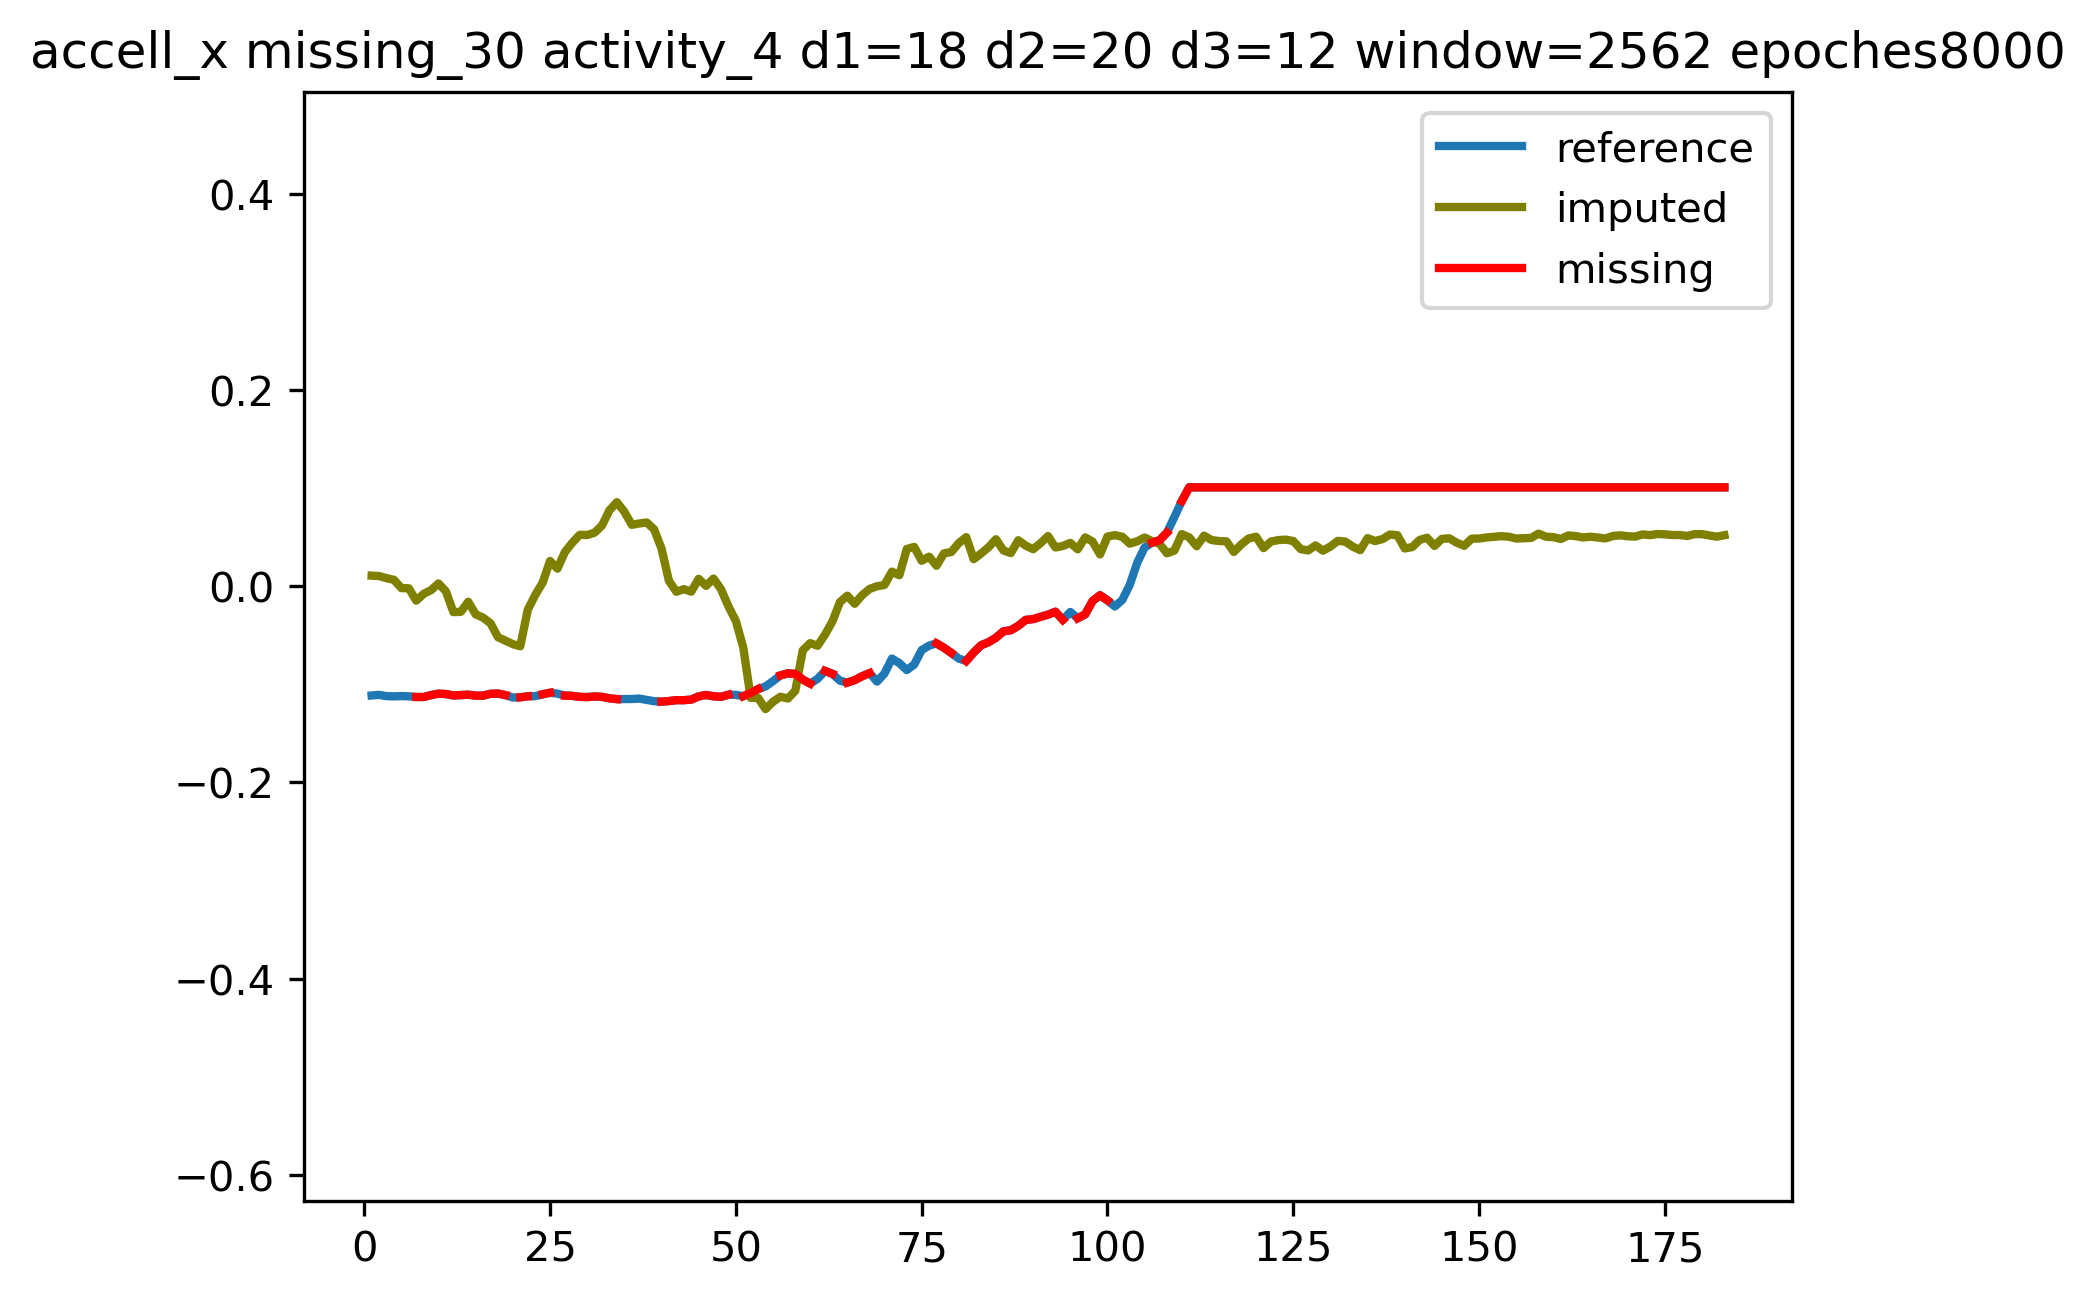 accell_x missing_30 activity_4 d1=18 d2=20 d3=12 window=2562 epoches8000
reference
imputed
missing
0.4
0.2
0.0
−0.2
−0.4
−0.6
0 25 50 75 100 125 150 175